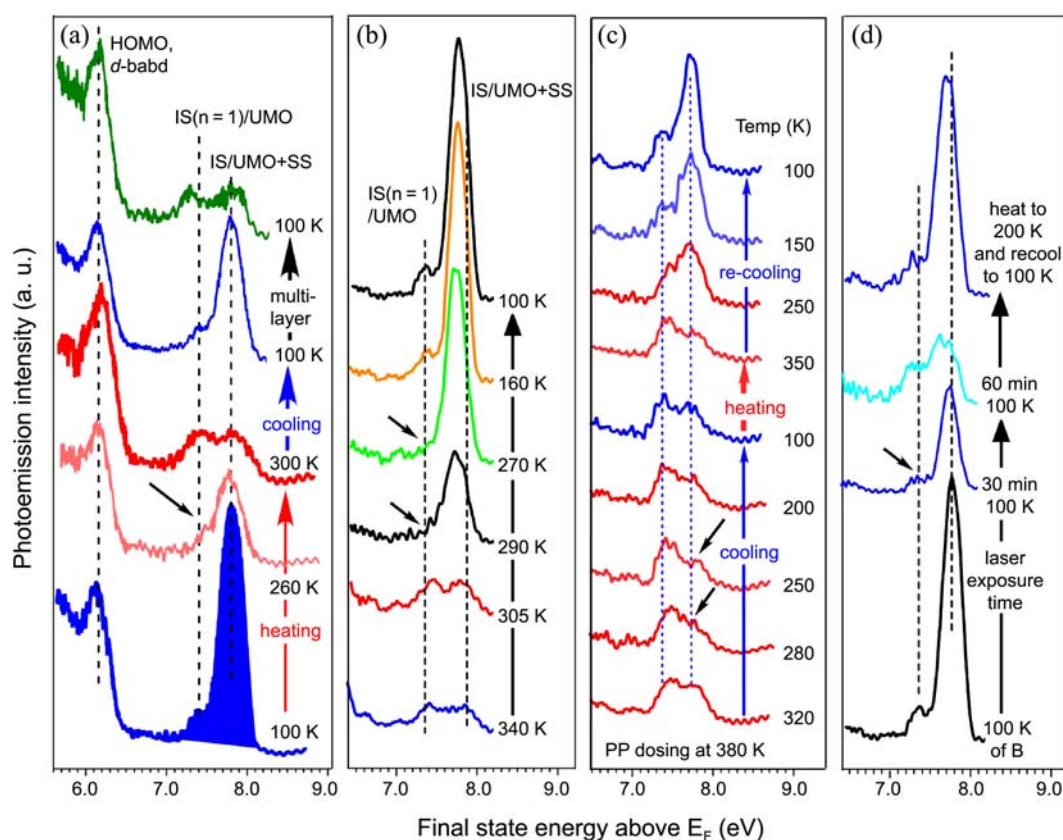 Photoemission intensity (a. u.)
(a)
HOMO,
d-babd
IS(n = 1)/UMO
IS/UMO+SS
100 K
multi-
layer
100 K
cooling
300 K
260 K
heating
100 K
6.0
7.0
8.0
9.0
(b)
IS/UMO+SS
IS(n = 1)
/UMO
100 K
160 K
270 K
290 K
305 K
340 K
7.0
8.0
9.0
(c)
Temp (K)
100
150
re-cooling
250
350
heating
100
200
250
cooling
280
320
PP dosing at 380 K
7.0
8.0
9.0
(d)
heat to
200 K
and recool
to 100 K
60 min
100 K
30 min
100 K
laser
exposure
time
100 K
of B
7.0
8.0
9.0
Final state energy above E_F (eV)